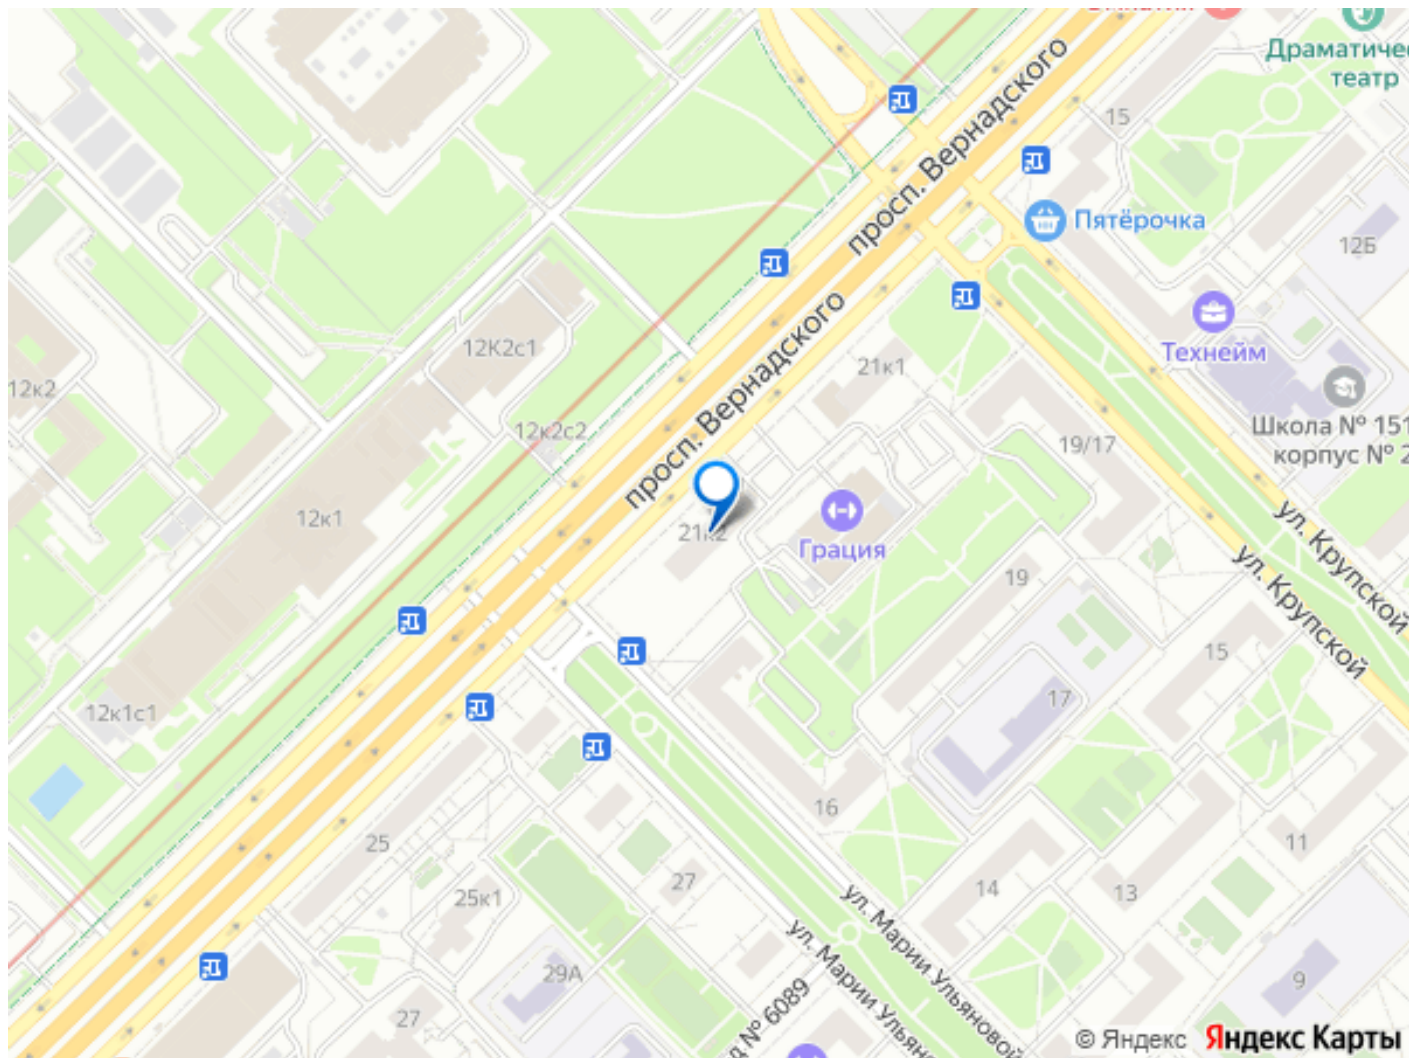 Драматичес
театр
15
просп. Вернадского
Пятёрочка
12Б
12К2с1
Технейм
12к2
21к1
просп. Вернадского
12к2с2
19/17
Школа № 151
корпус № 2
12к1
21к2
Грация
ул. Крупской
ул. Крупской
19
15
17
12к1с1
16
25
11
27
14
13
25к1
ул. Марии Ульяновой
ул. Марии Ульян
29А
№ 6089
9
27
© Яндекс Яндекс Карты